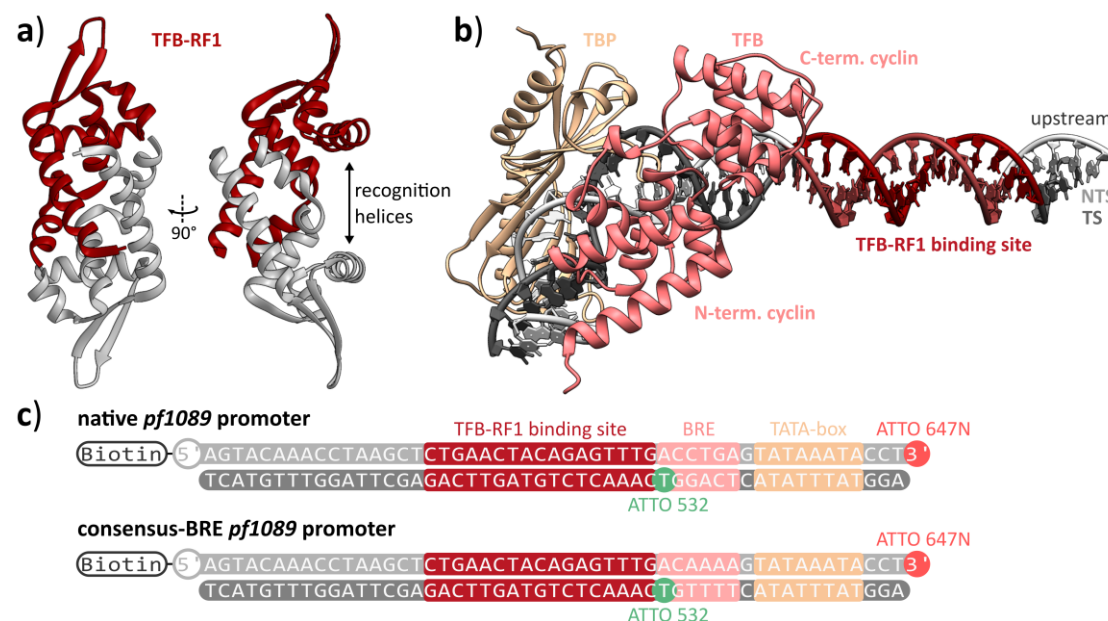 a)
TFB-RF1
90°
recognition
helices
b)
TBP
TFB
C-term. cyclin
N-term. cyclin
upstream
NTS
TS
TFB-RF1 binding site
c)
native pf1089 promoter
TFB-RF1 binding site BRE TATA-box ATTO 647N
Biotin 5' AGTACAAACCTAAGCTCTGAACTACAGAGTTTGACCTGAGTATAAATACCT 3'
TCATGTTTGGATTCGAGACTTGATGTCTCAAACTGGACTCATATTTATGGA
ATTO 532
consensus-BRE pf1089 promoter
ATTO 647N
Biotin 5' AGTACAAACCTAAGCTCTGAACTACAGAGTTTGACAAAAGTATAAATACCT 3'
TCATGTTTGGATTCGAGACTTGATGTCTCAAACTGTTTTCATATTTATGGA
ATTO 532